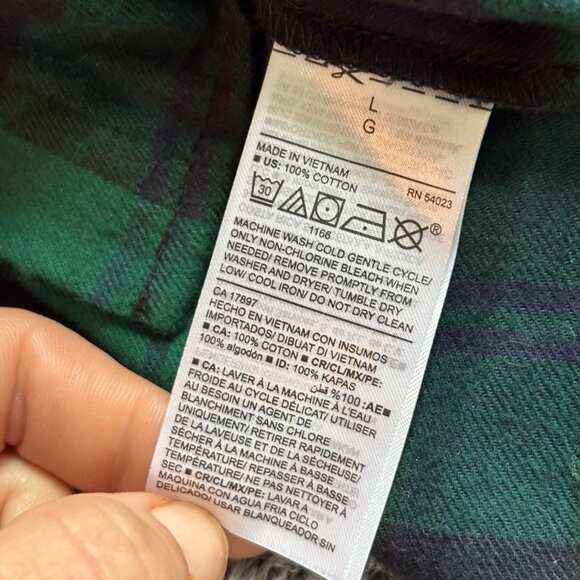 L
G
MADE IN VIETNAM
■ US: 100% COTTON
RN 54023
30
®
1166
MACHINE WASH COLD GENTLE CYCLE/
ONLY NON-CHLORINE BLEACH WHEN
NEEDED/ REMOVE PROMPTLY FROM
WASHER AND DRYER/ TUMBLE DRY
LOW/ COOL IRON/ DO NOT DRY CLEAN
CA 17897
HECHO EN VIETNAM CON INSUMOS
IMPORTADOS/ DIBUAT DI VIETNAM
■ CA: 100% COTTON ■ CR/CL/MX/PE:
100% algodón ■ ID: 100% KAPAS
■ AE: 100% قطن
■ CA: LAVER À LA MACHINE À L'EAU
FROIDE AU CYCLE DÉLICAT/ UTILISER
AU BESOIN UN AGENT DE
BLANCHIMENT SANS CHLORE
UNIQUEMENT/ RETIRER RAPIDEMENT
DE LA LAVEUSE ET DE LA SÉCHEUSE/
SÉCHER À LA MACHINE À BASSE
TEMPÉRATURE/ REPASSER À BASSE
TEMPÉRATURE/ NE PAS NETTOYER À
SEC ■ CR/CL/MX/PE: LAVAR A
MAQUINA CON AGUA FRIA CICLO
DELICADO/ USAR BLANQUEADOR SIN